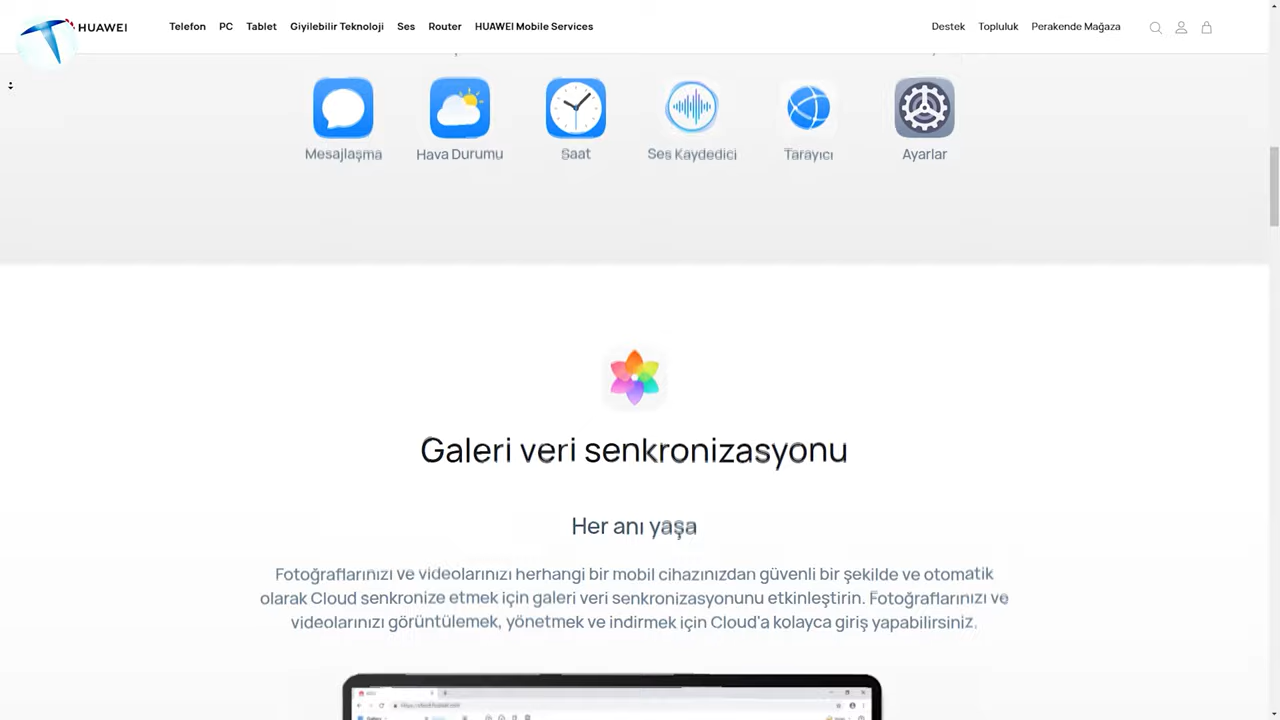 HUAWEI
Telefon PC Tablet Giyilebilir Teknoloji Ses Router HUAWEI Mobile Services
Destek Topluluk Perakende Mağaza
Mesajlaşma Hava Durumu Saat Ses Kaydedici Tarayıcı Ayarlar
Galeri veri senkronizasyonu
Her anı yaşa
Fotoğraflarınızı ve videolarınızı herhangi bir mobil cihazınızdan güvenli bir şekilde ve otomatik
olarak Cloud senkronize etmek için galeri veri senkronizasyonunu etkinleştirin. Fotoğraflarınızı ve
videolarınızı görüntülemek, yönetmek ve indirmek için Cloud'a kolayca giriş yapabilirsiniz.